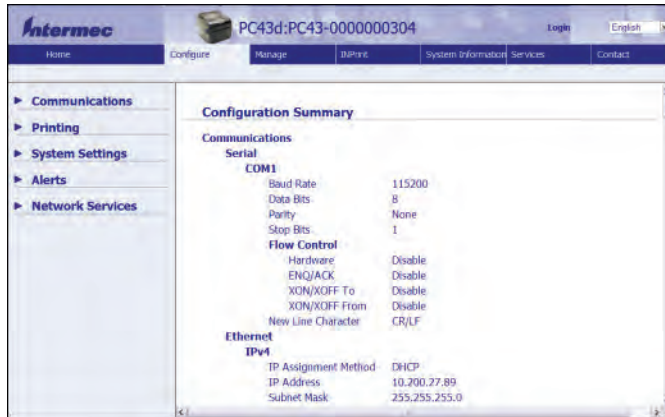 Intermec
PC43d:PC43-0000000304
Login
English
Home
Configure
Manage
INPrint
System Information
Services
Contact
Communications
Printing
System Settings
Alerts
Network Services
Configuration Summary
Communications
Serial
COM1
Baud Rate 115200
Data Bits 8
Parity None
Stop Bits 1
Flow Control
Hardware Disable
ENQ/ACK Disable
XON/XOFF To Disable
XON/XOFF From Disable
New Line Character CR/LF
Ethernet
IPv4
IP Assignment Method DHCP
IP Address 10.200.27.89
Subnet Mask 255.255.255.0